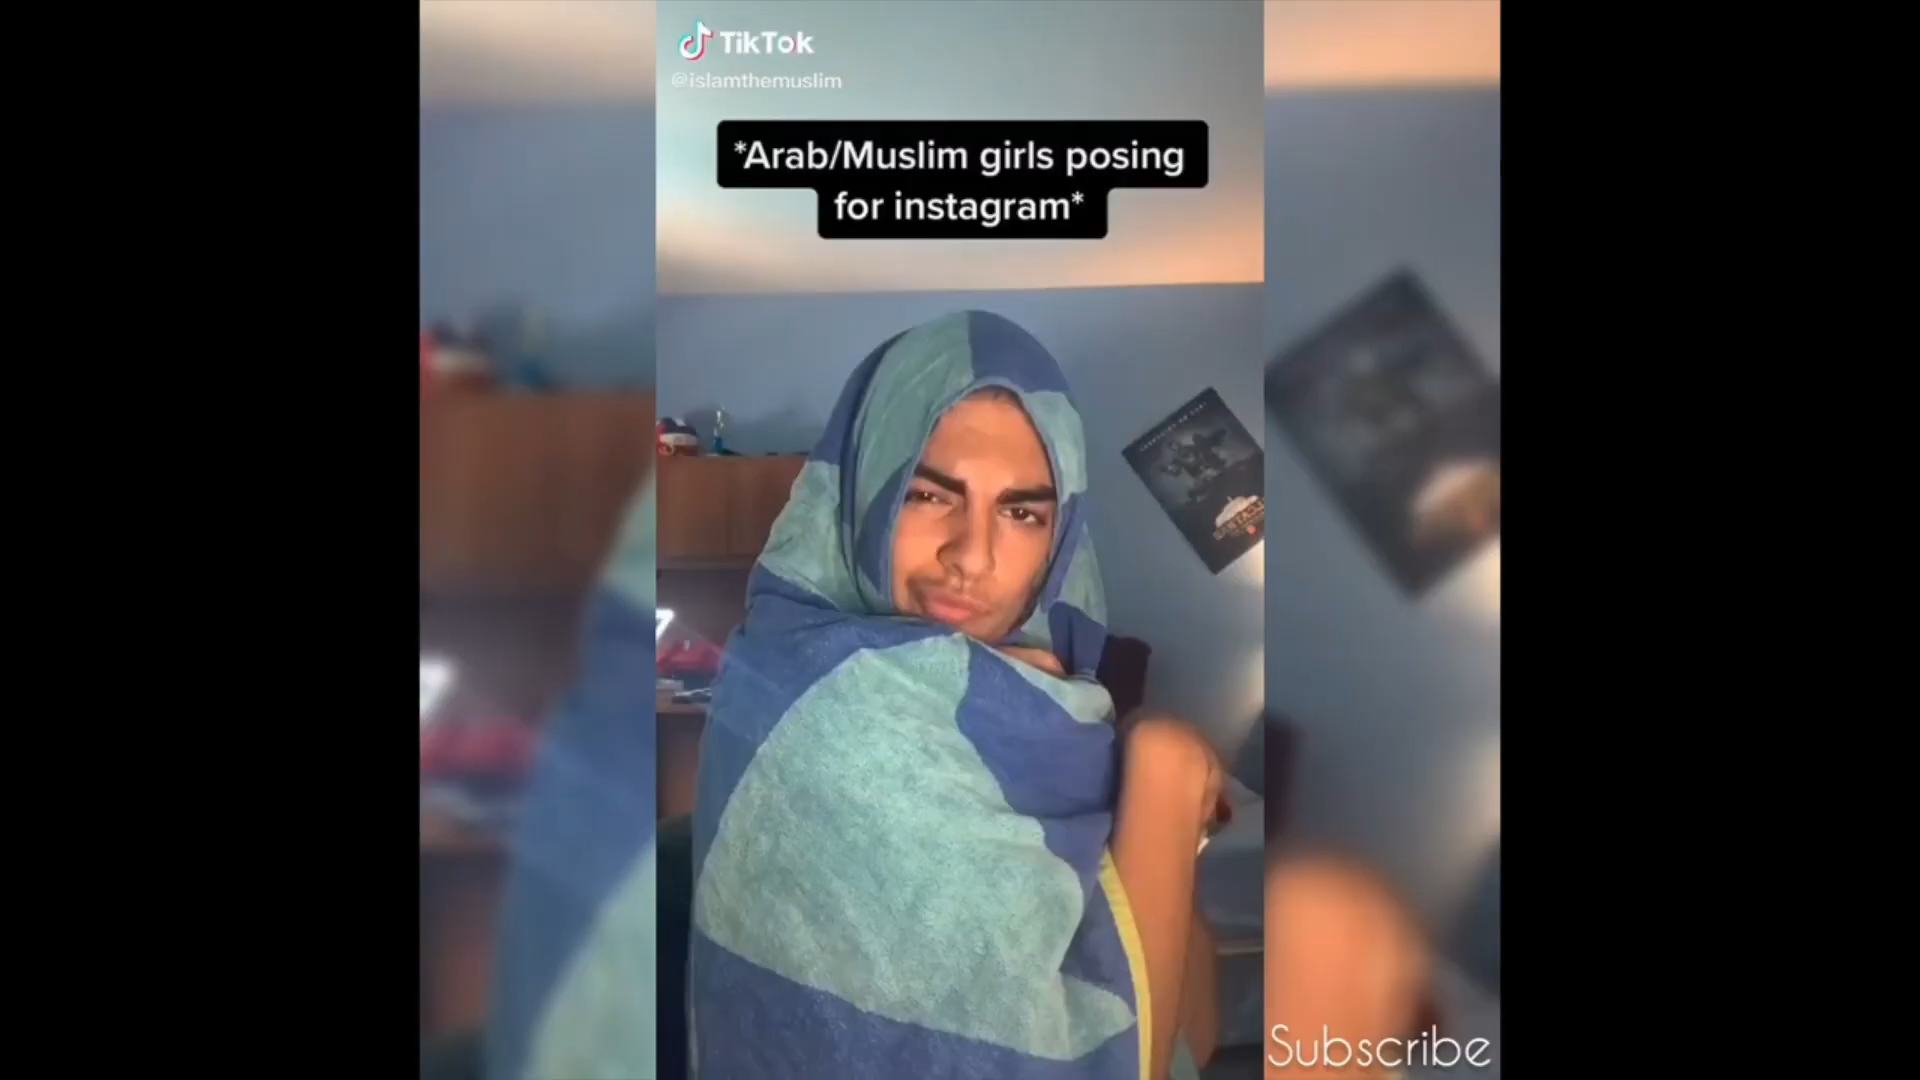 TikTok
@islamthemuslim
*Arab/Muslim girls posing
for instagram*
Subscribe